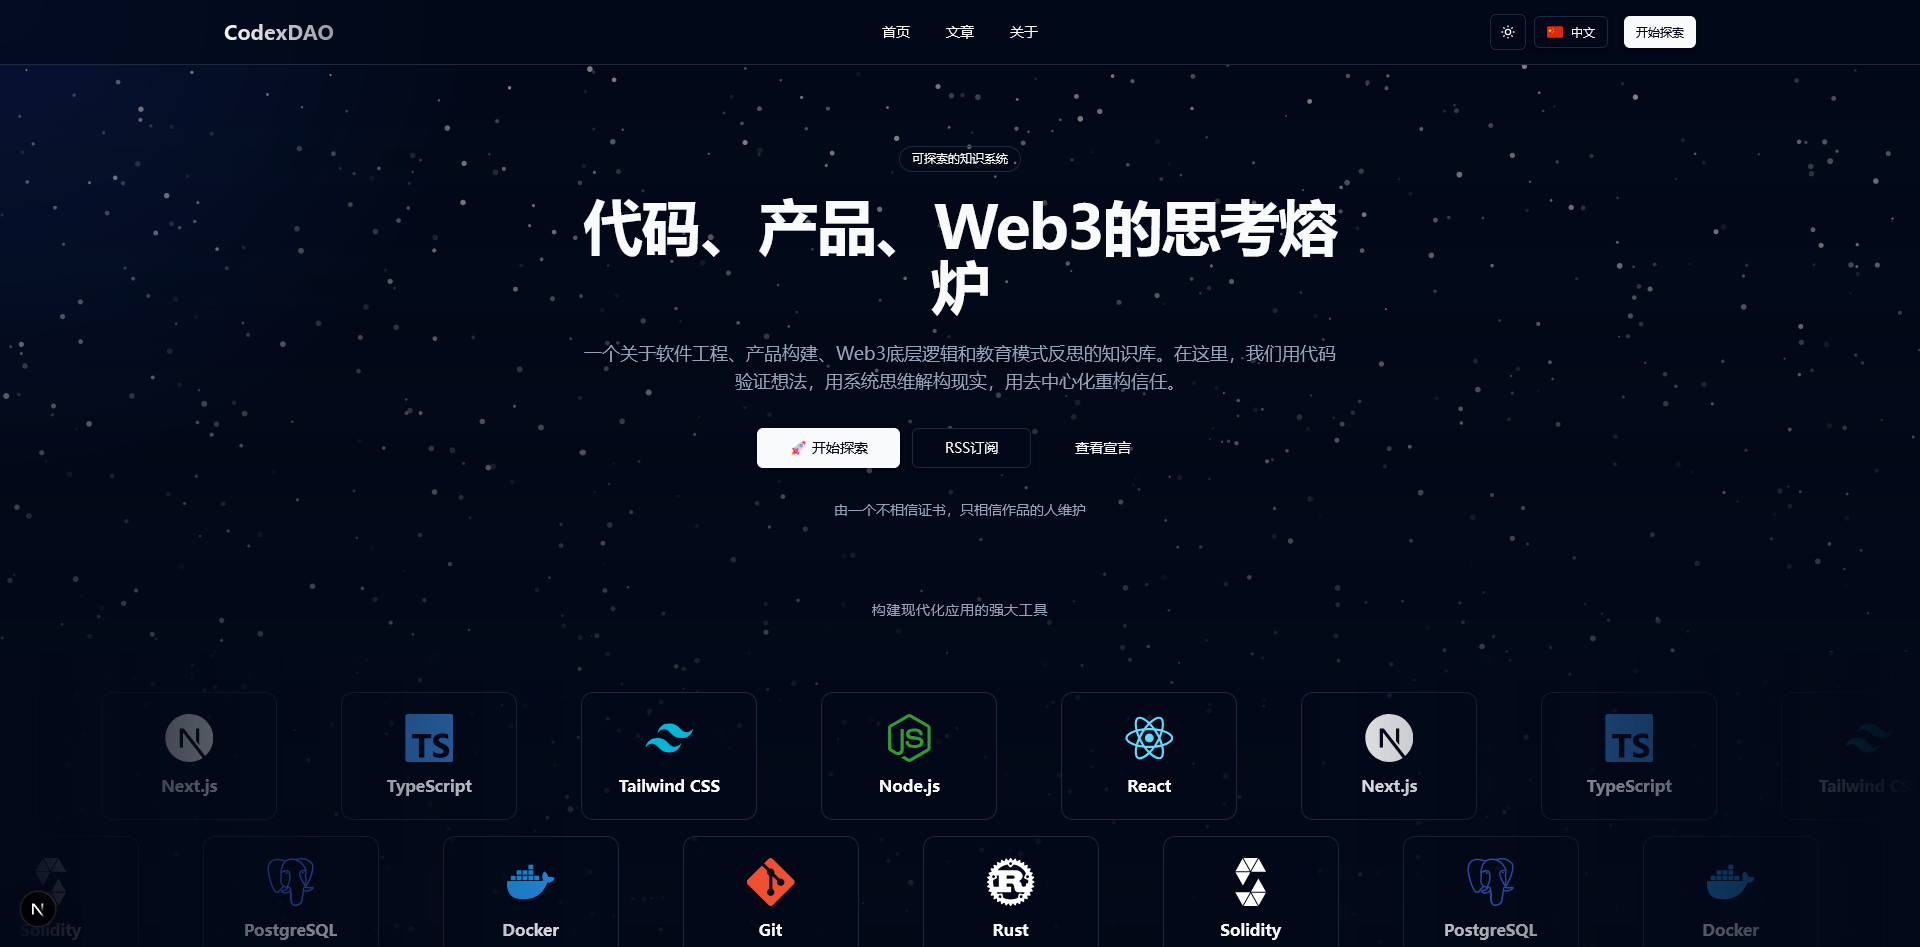 CodexDAO
首页 文章 关于
中文
开始探索
可探索的知识系统
代码、产品、Web3的思考熔
炉
一个关于软件工程、产品构建、Web3底层逻辑和教育模式反思的知识库。在这里，我们用代码
验证想法，用系统思维解构现实，用去中心化重构信任。
开始探索 RSS订阅 查看宣言
由一个不相信证书，只相信作品的人维护
构建现代化应用的强大工具
N TS JS N TS
Next.js TypeScript Tailwind CSS Node.js React Next.js TypeScript Tailwind CS
N R
Solidity PostgreSQL Docker Git Rust Solidity PostgreSQL Docker